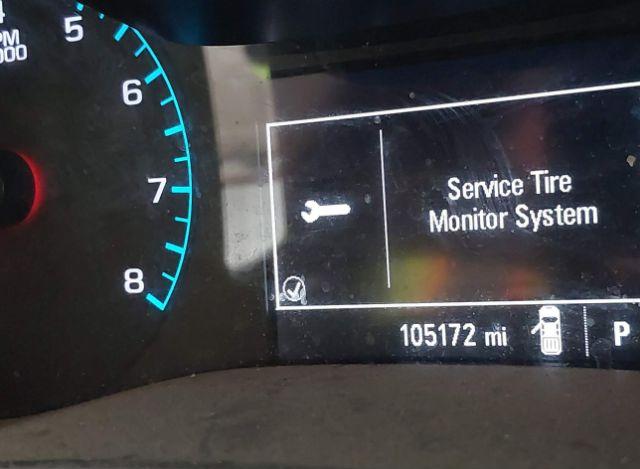 5
6
7
8
Service Tire
Monitor System
105172 mi
P